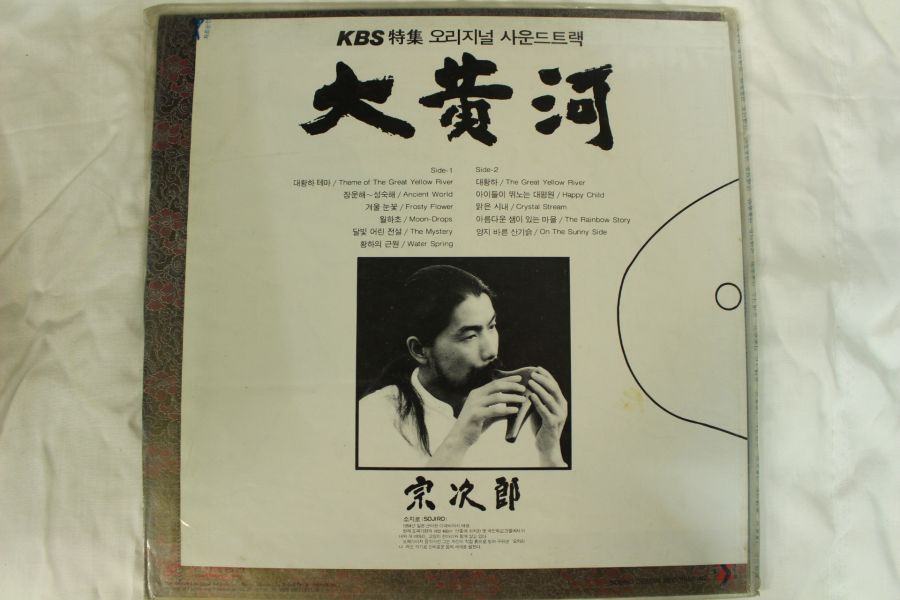 KBS 特集 오리지널 사운드트랙
大黃河
Side-1
대황하 테마 / Theme of The Great Yellow River
장운해~성숙해 / Ancient World
겨울 눈꽃 / Frosty Flower
월하초 / Moon-Drops
달빛 어린 전설 / The Mystery
황하의 근원 / Water Spring
Side-2
대황하 / The Great Yellow River
아이들이 뛰노는 대평원 / Happy Child
맑은 시내 / Crystal Stream
아름다운 샘이 있는 마을 / The Rainbow Story
양지 바른 산기슭 / On The Sunny Side
宗次郎
소지로 (SOJIRO)